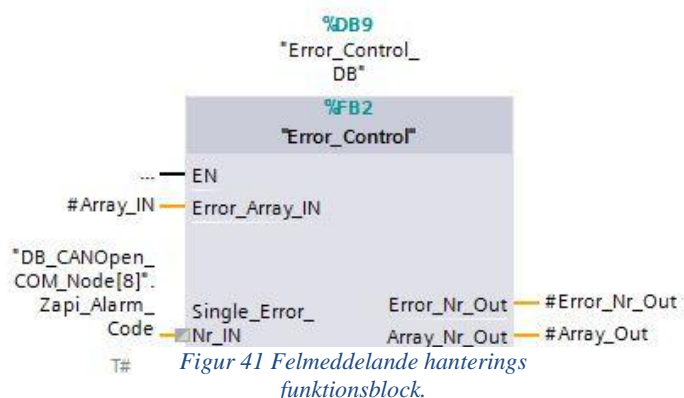 %DB9
"Error_Control_
DB"
%FB2
"Error_Control"
... EN
#Array_IN Error_Array_IN
"DB_CANOpen_
COM_Node[8]".
Zapi_Alarm_
Code
Single_Error_
Nr_IN
Error_Nr_Out #Error_Nr_Out
Array_Nr_Out #Array_Out
T#
Figur 41 Felmeddelande hanterings
funktionsblock.